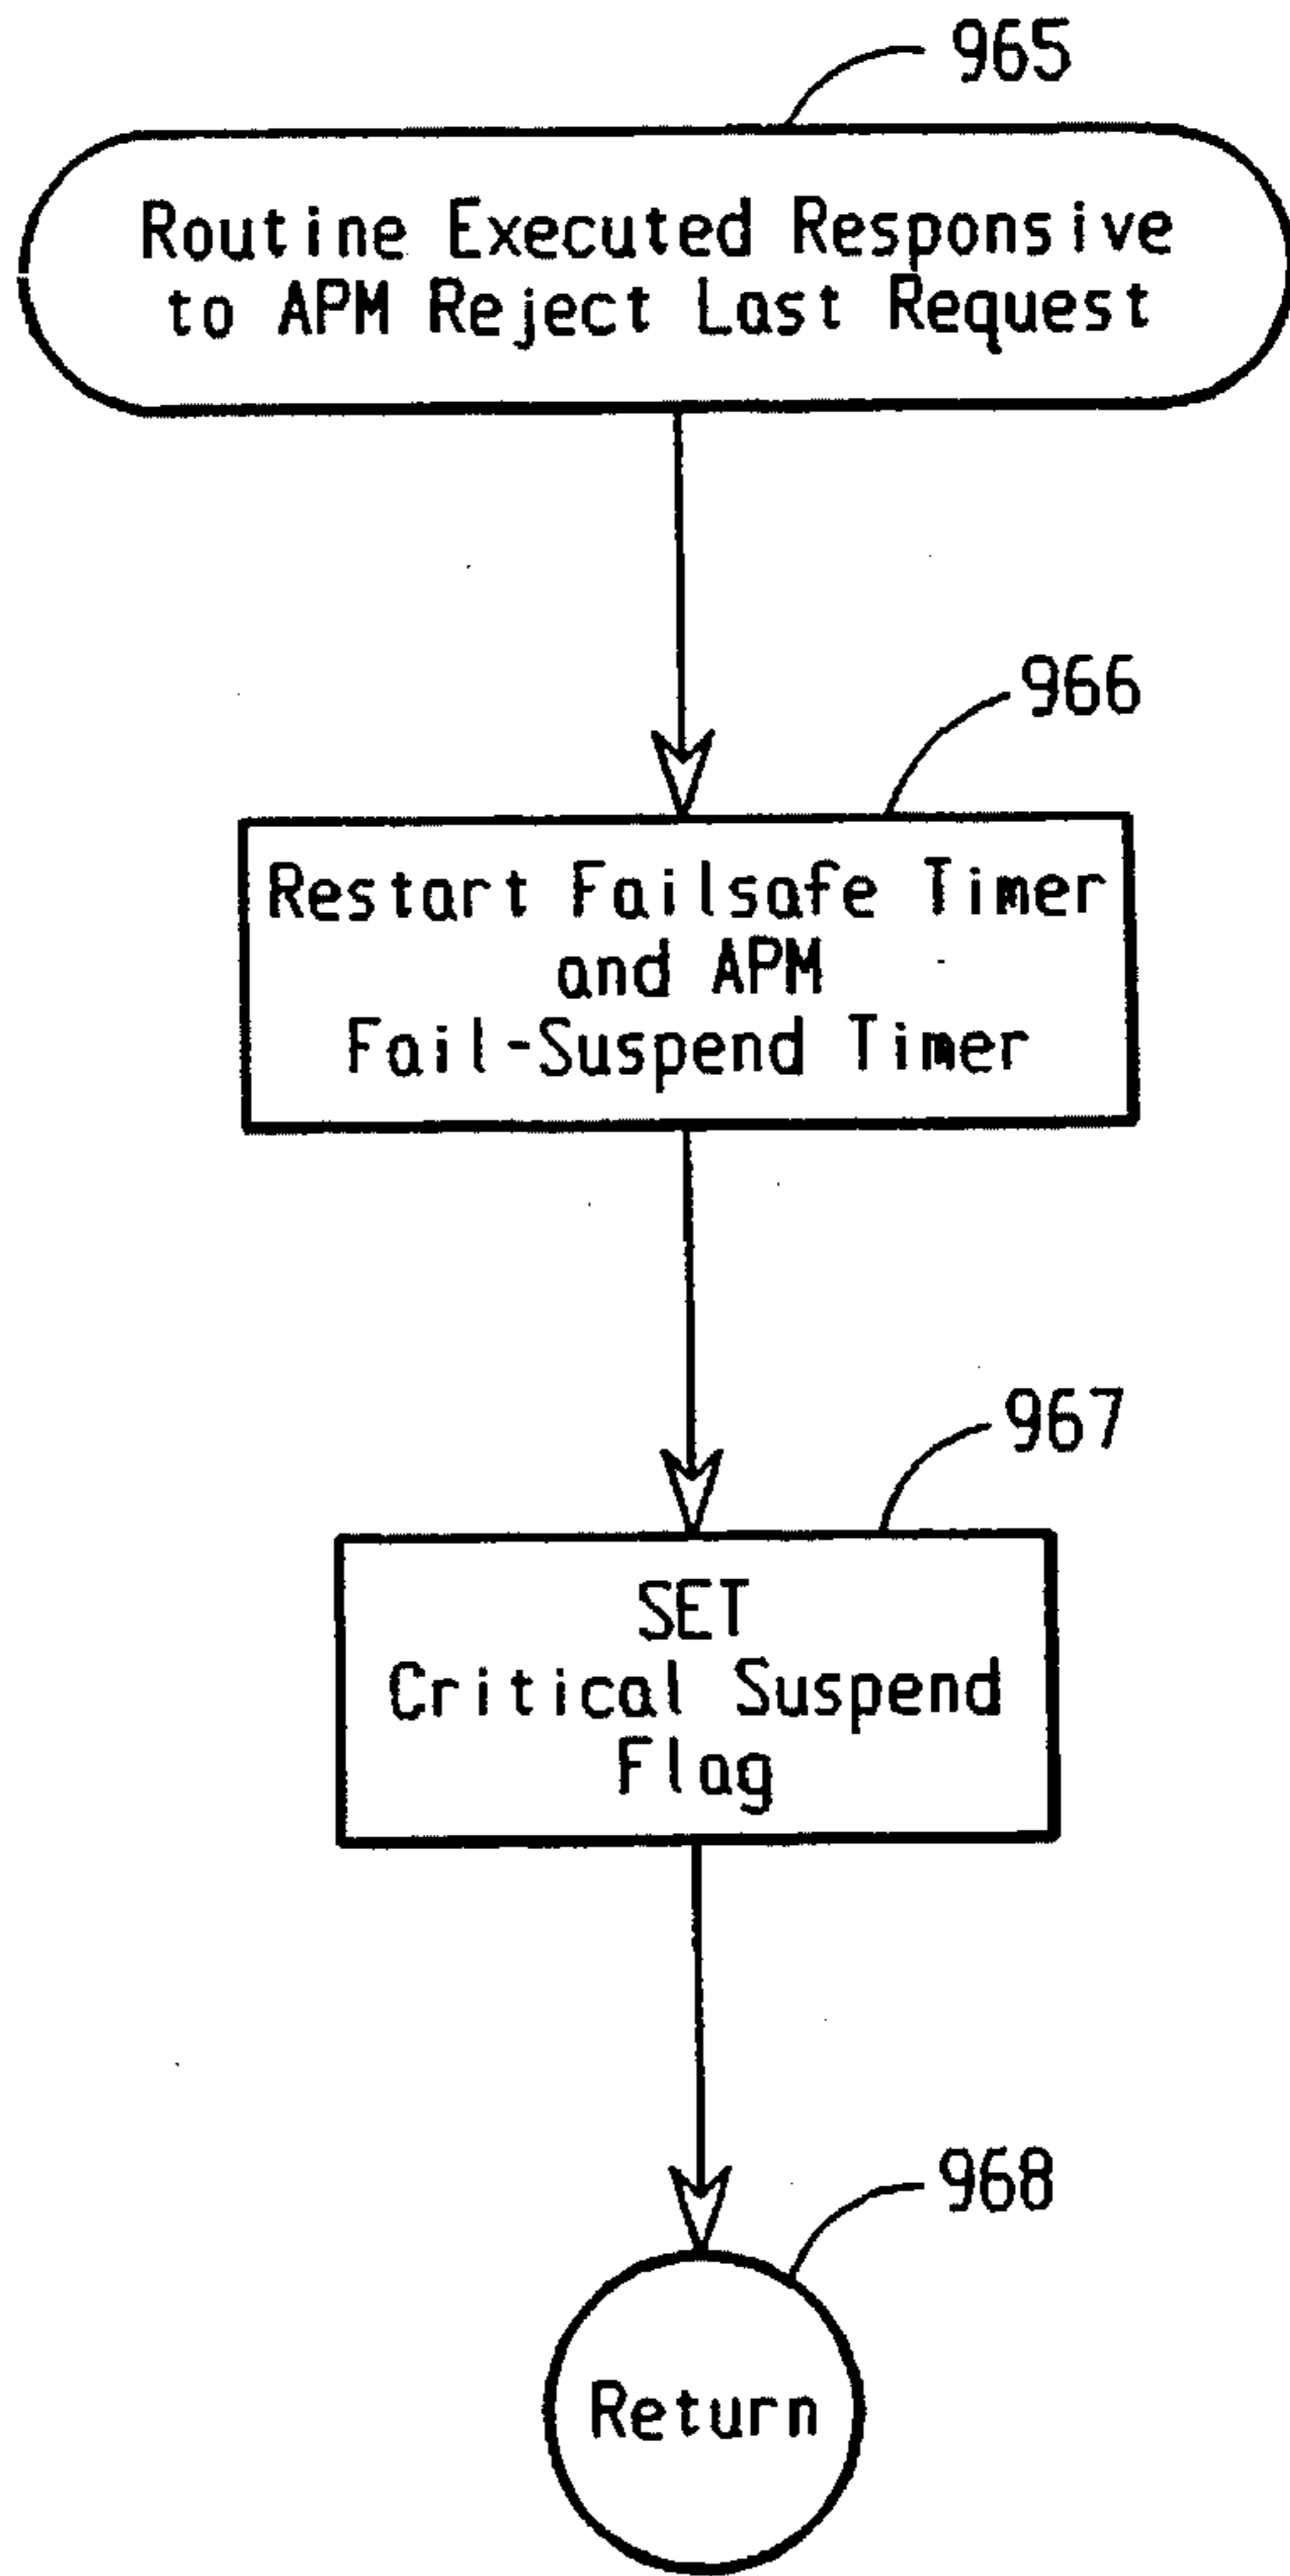 965
Routine Executed Responsive
to APM Reject Last Request
966
Restart Failsafe Timer
and APM
Fail-Suspend Timer
967
SET
Critical Suspend
Flag
968
Return